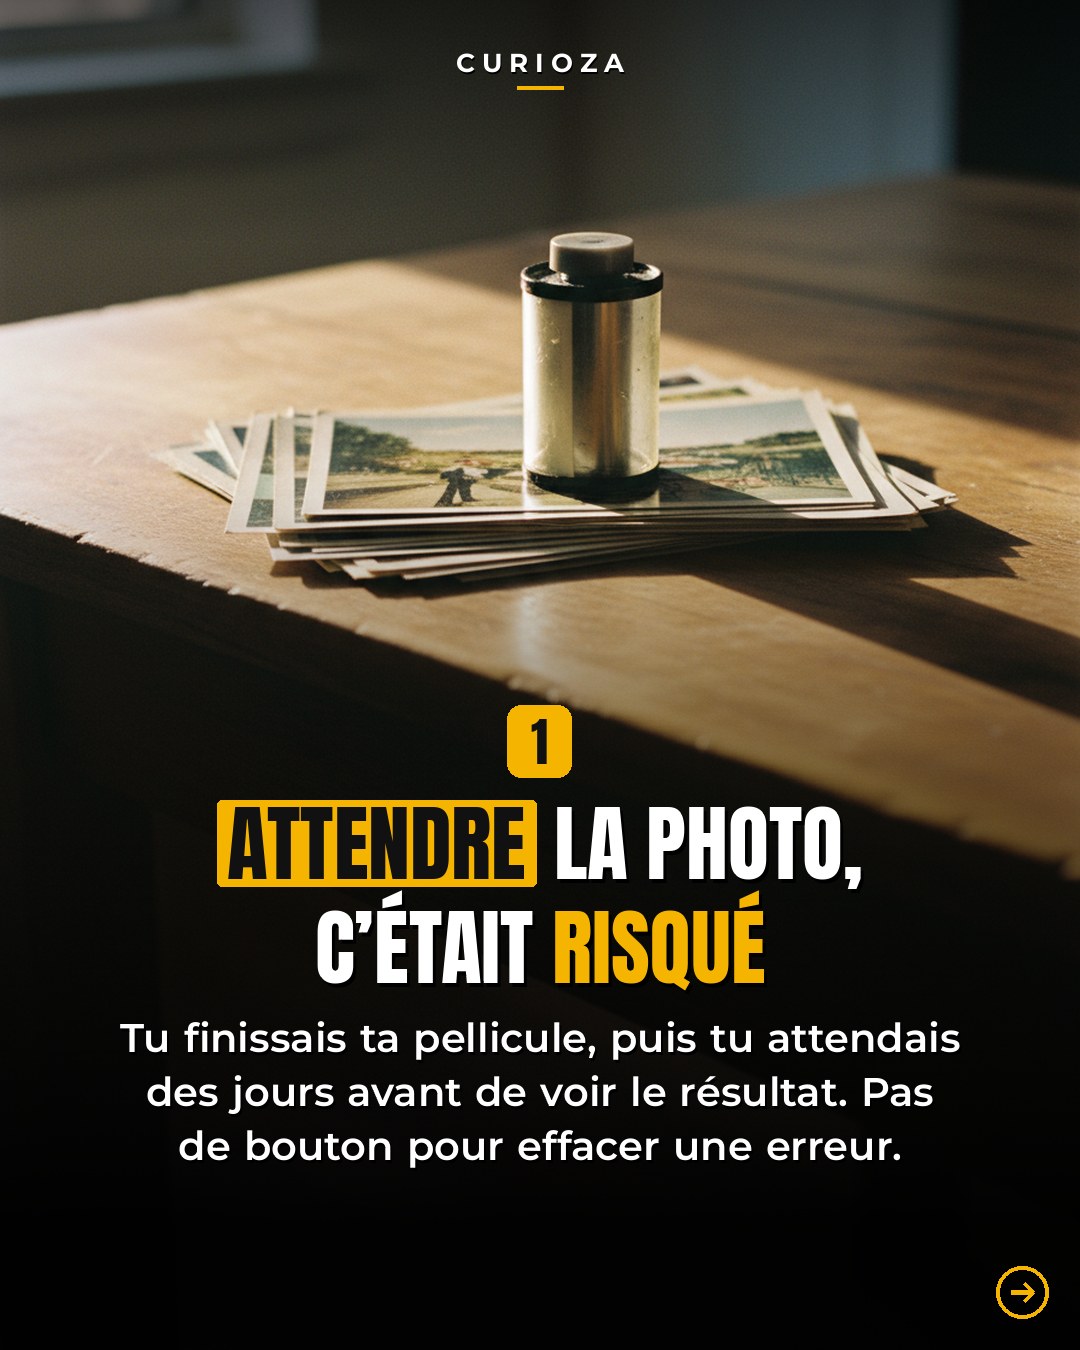 CURIOZA
1
ATTENDRE LA PHOTO,
C’ÉTAIT RISQUÉ
Tu finissais ta pellicule, puis tu attendais
des jours avant de voir le résultat. Pas
de bouton pour effacer une erreur.